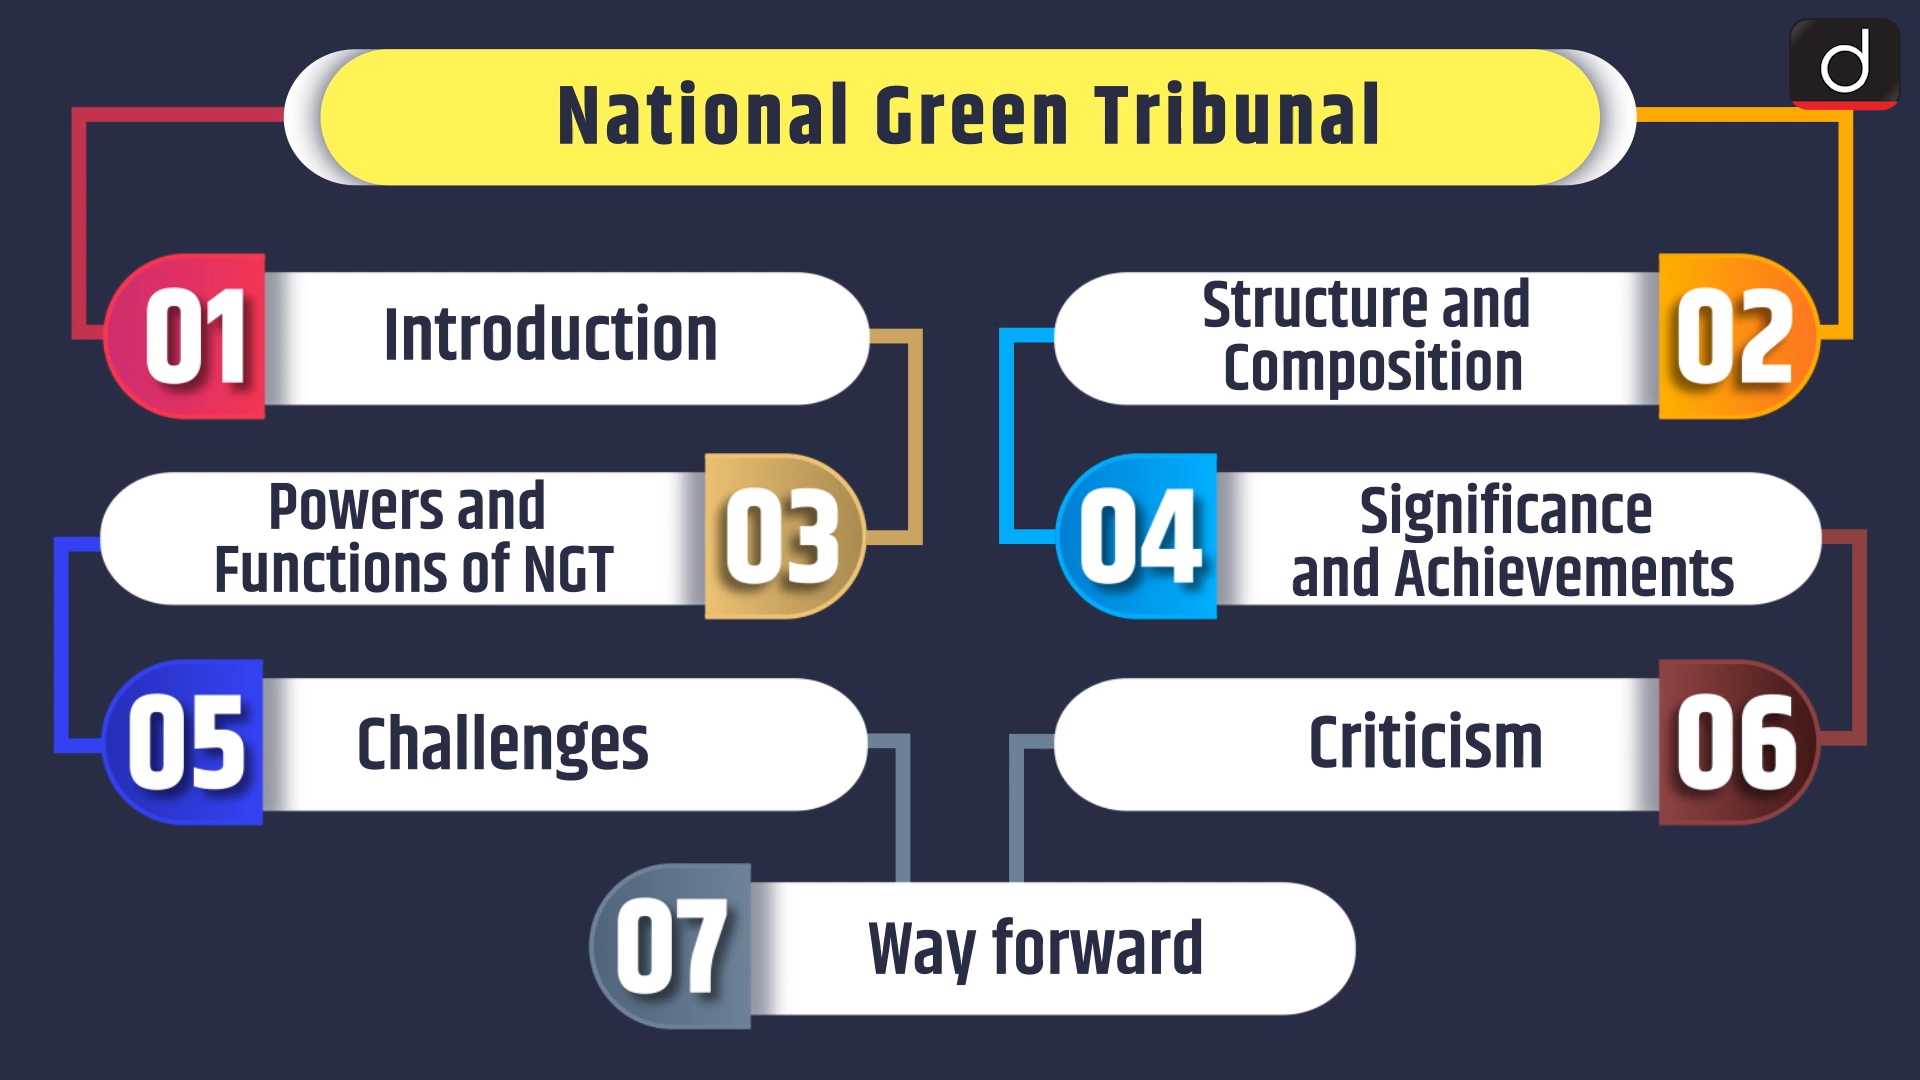 National Green Tribunal
d
01
Introduction
02
Structure and
Composition
03
Powers and
Functions of NGT
04
Significance
and Achievements
05
Challenges
06
Criticism
07
Way forward